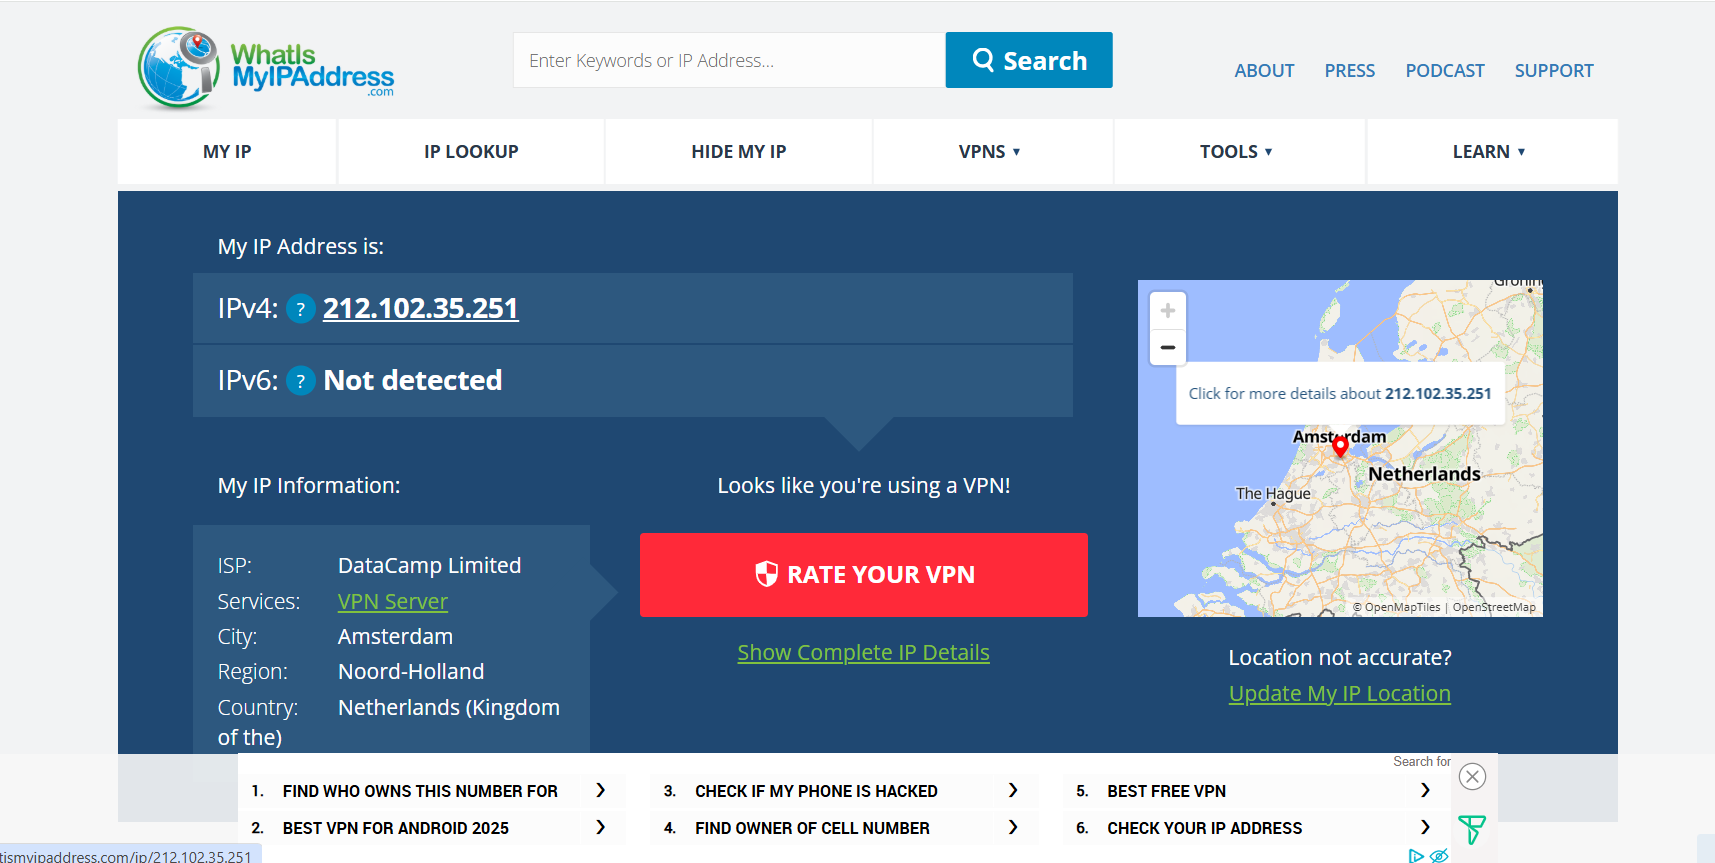 WhatIs
MyIPAddress
.com
Enter Keywords or IP Address...
Search
ABOUT PRESS PODCAST SUPPORT
MY IP IP LOOKUP HIDE MY IP VPNS ▼ TOOLS ▼ LEARN ▼
My IP Address is:
IPv4: ? 212.102.35.251
IPv6: ? Not detected
My IP Information:
ISP: DataCamp Limited
Services: VPN Server
City: Amsterdam
Region: Noord-Holland
Country: Netherlands (Kingdom
of the)
Looks like you're using a VPN!
RATE YOUR VPN
Show Complete IP Details
+
−
Click for more details about 212.102.35.251
Amsterdam
Netherlands
The Hague
© OpenMapTiles | OpenStreetMap
Location not accurate?
Update My IP Location
Search for
1. FIND WHO OWNS THIS NUMBER FOR
2. BEST VPN FOR ANDROID 2025
3. CHECK IF MY PHONE IS HACKED
4. FIND OWNER OF CELL NUMBER
5. BEST FREE VPN
6. CHECK YOUR IP ADDRESS
tismyipaddress.com/ip/212.102.35.251